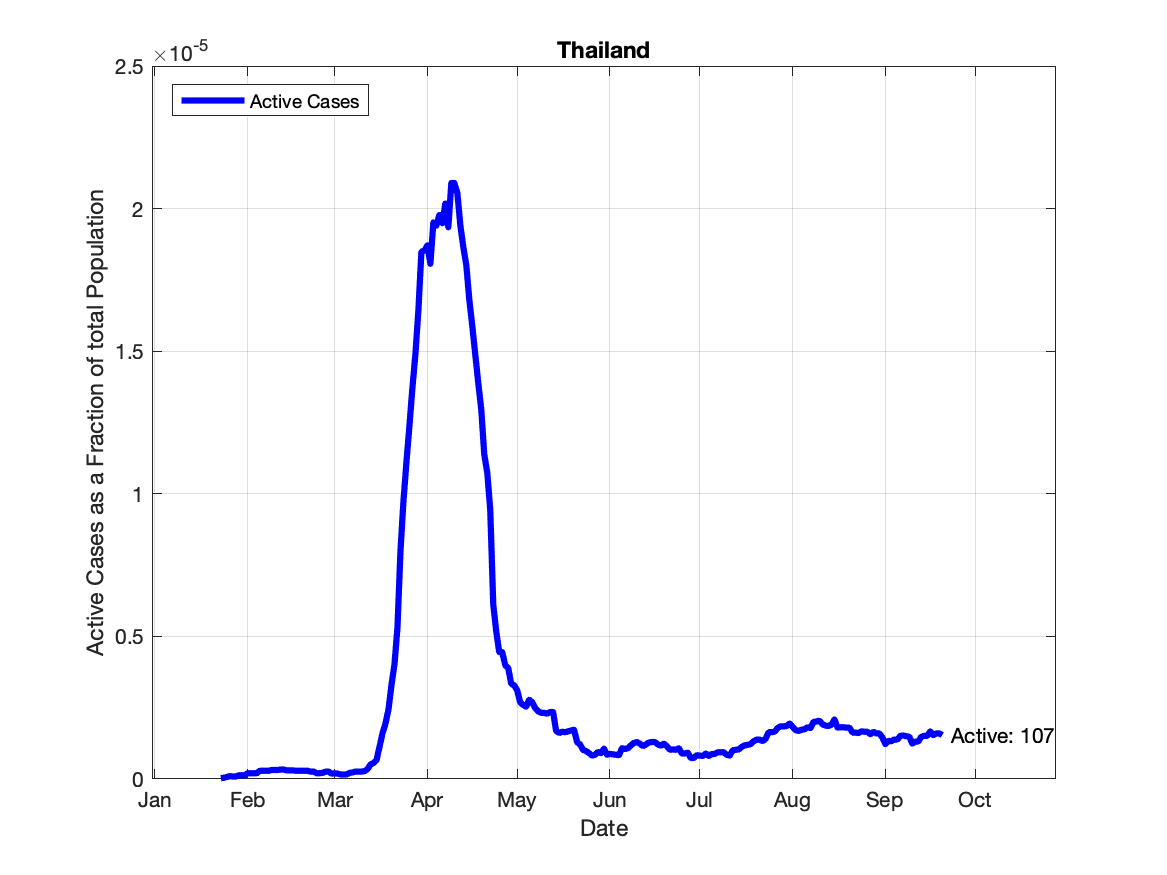 Thailand
×10-5
2.5
2
1.5
1
0.5
0
Active Cases as a Fraction of total Population
Active Cases
Active: 107
Jan Feb Mar Apr May Jun Jul Aug Sep Oct
Date